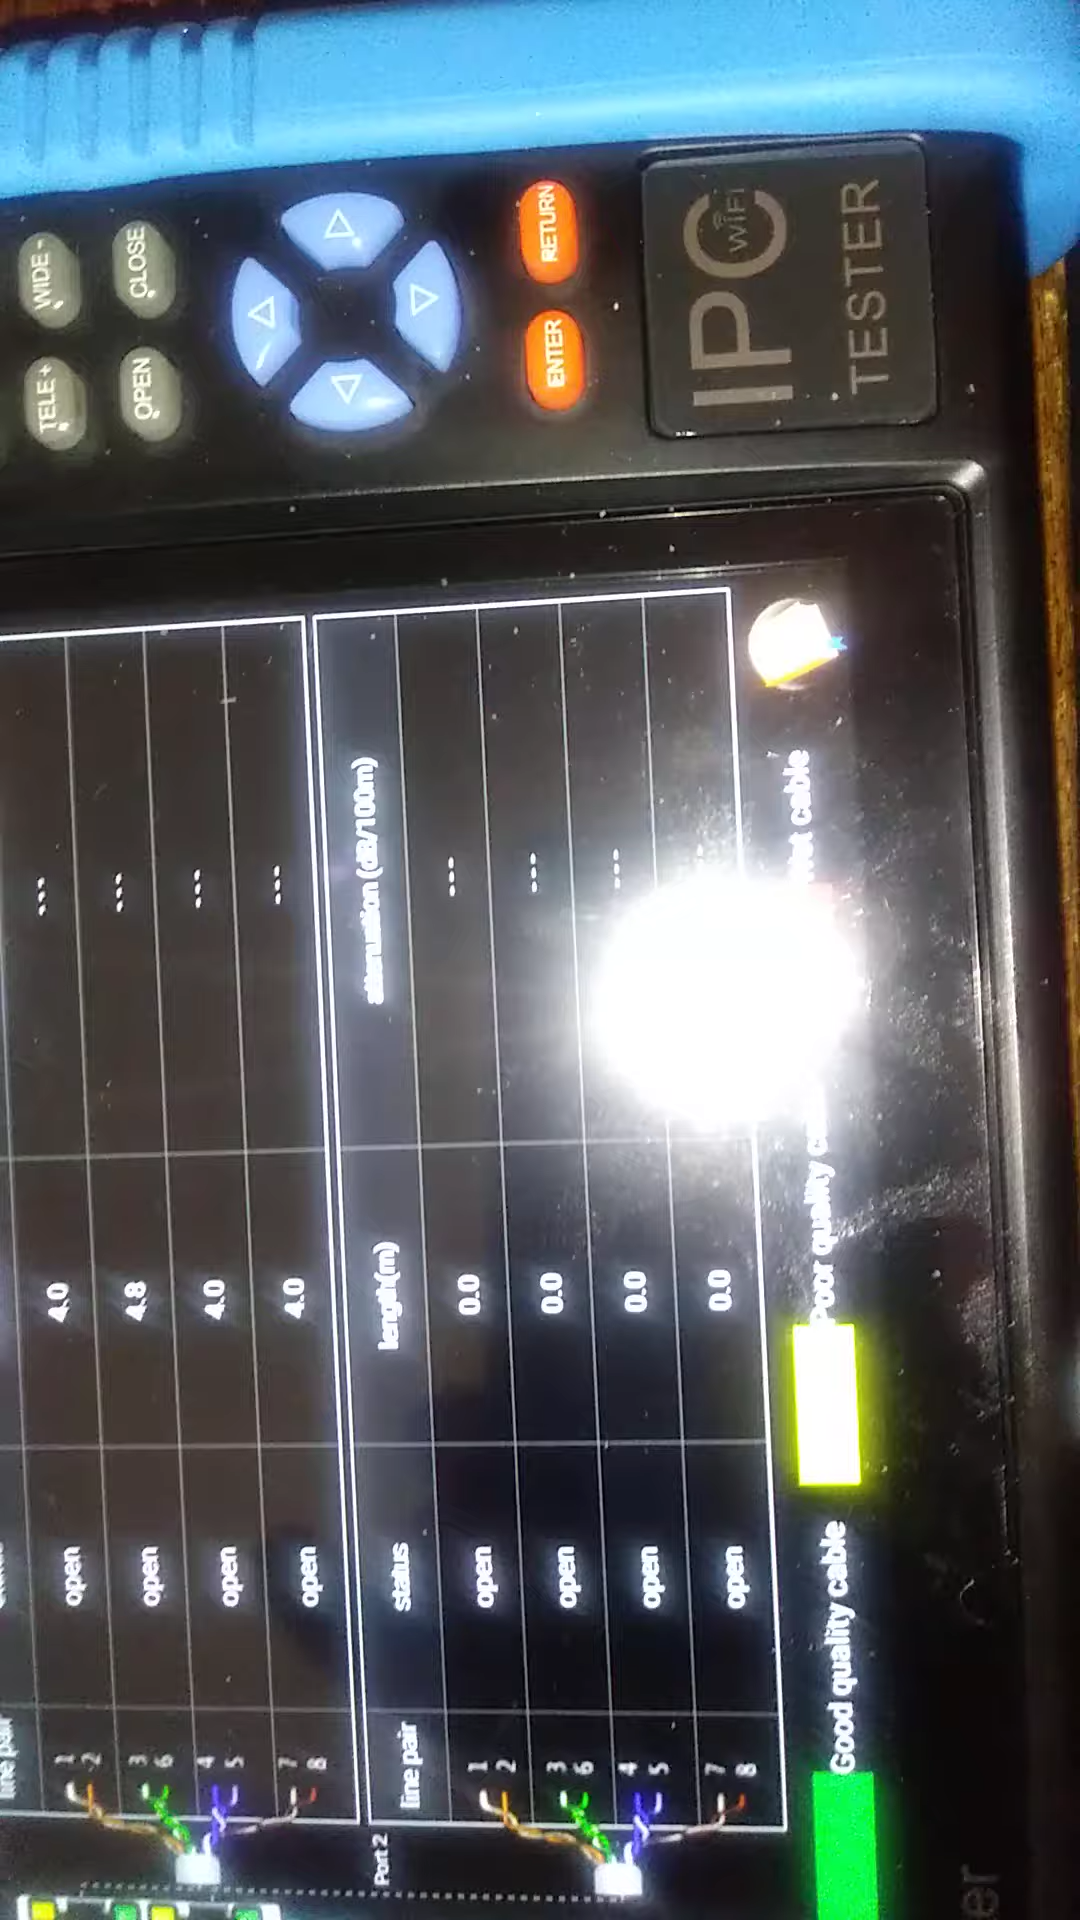 line pair
1
2
open
4.0
---
3
6
open
4.8
---
4
5
open
4.0
---
7
8
open
4.0
---
Port 2
line pair
status
length(m)
attenuation (dB/100m)
1
2
open
0.0
---
3
6
open
0.0
---
4
5
open
0.0
---
7
8
open
0.0
Good quality cable
Poor quality
cable
TELE +
WIDE -
OPEN
CLOSE
ENTER
RETURN
IPC
WiFi
TESTER